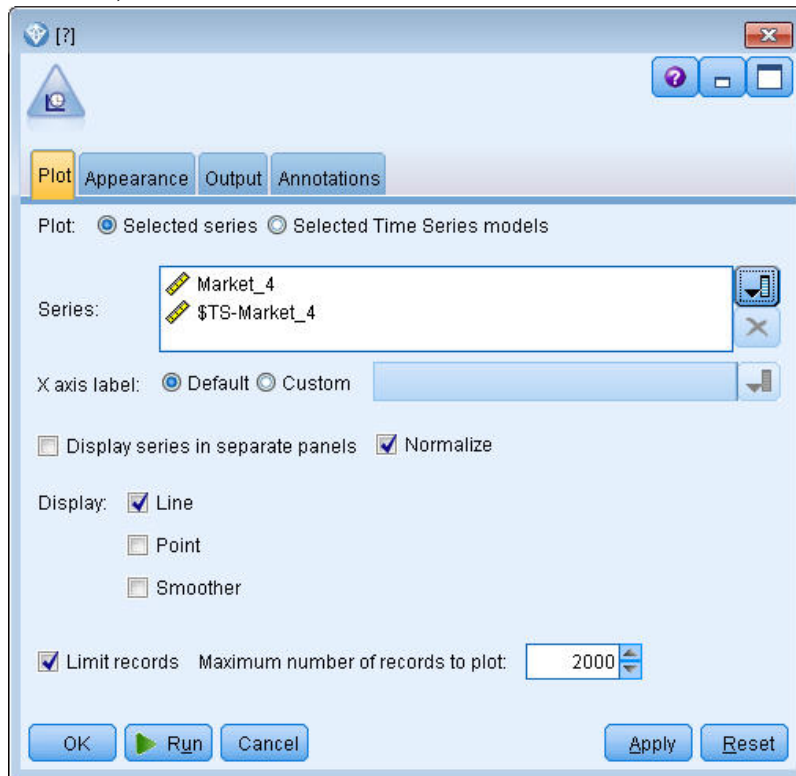 [?]
Plot Appearance Output Annotations
Plot: Selected series Selected Time Series models
Series:
Market_4
$TS-Market_4
X axis label: Default Custom
Display series in separate panels Normalize
Display: Line
Point
Smoother
Limit records Maximum number of records to plot: 2000
OK Run Cancel Apply Reset